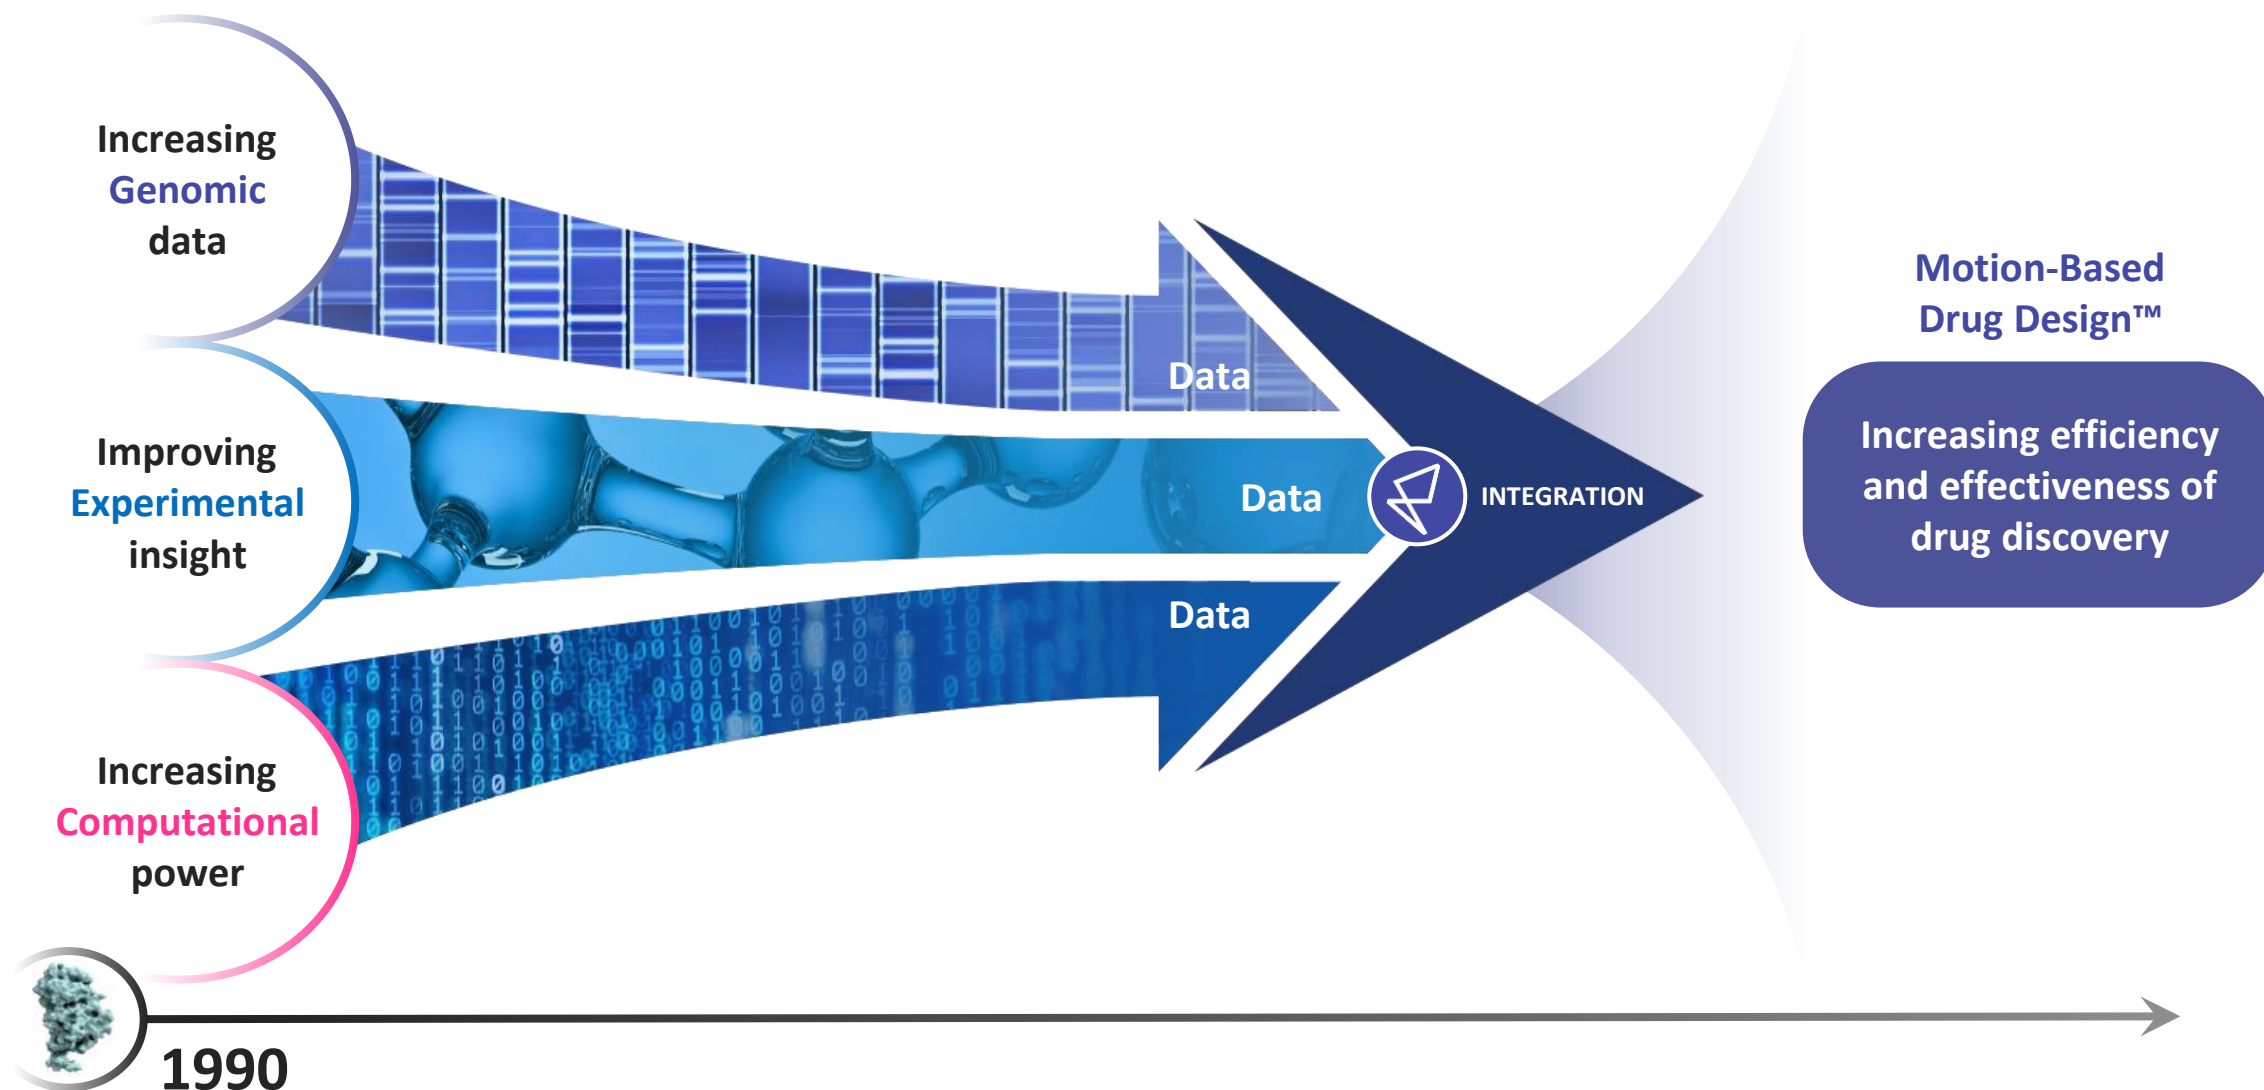 Increasing
Genomic
data
Improving
Experimental
insight
Increasing
Computational
power
Data
Data
Data
INTEGRATION
Motion-Based
Drug Design™
Increasing efficiency
and effectiveness of
drug discovery
1990